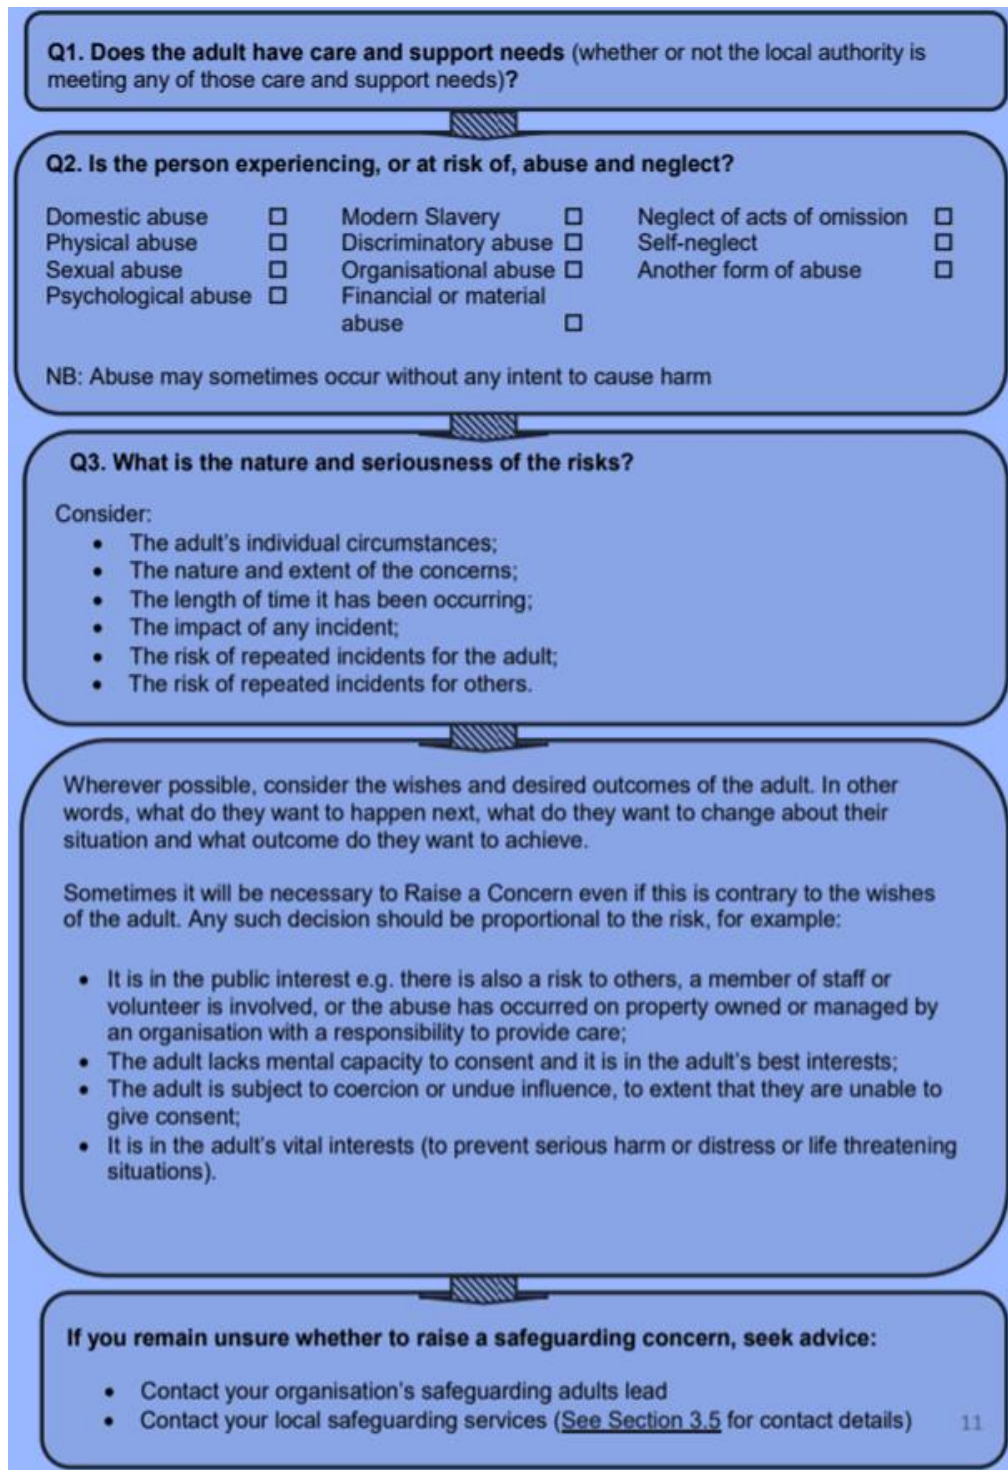 Q1. Does the adult have care and support needs (whether or not the local authority is
meeting any of those care and support needs)?
Q2. Is the person experiencing, or at risk of, abuse and neglect?
Domestic abuse ☐ Modern Slavery ☐ Neglect of acts of omission ☐
Physical abuse ☐ Discriminatory abuse ☐ Self-neglect ☐
Sexual abuse ☐ Organisational abuse ☐ Another form of abuse ☐
Psychological abuse ☐ Financial or material
abuse ☐
NB: Abuse may sometimes occur without any intent to cause harm
Q3. What is the nature and seriousness of the risks?
Consider:
• The adult's individual circumstances;
• The nature and extent of the concerns;
• The length of time it has been occurring;
• The impact of any incident;
• The risk of repeated incidents for the adult;
• The risk of repeated incidents for others.
Wherever possible, consider the wishes and desired outcomes of the adult. In other
words, what do they want to happen next, what do they want to change about their
situation and what outcome do they want to achieve.
Sometimes it will be necessary to Raise a Concern even if this is contrary to the wishes
of the adult. Any such decision should be proportional to the risk, for example:
• It is in the public interest e.g. there is also a risk to others, a member of staff or
volunteer is involved, or the abuse has occurred on property owned or managed by
an organisation with a responsibility to provide care;
• The adult lacks mental capacity to consent and it is in the adult's best interests;
• The adult is subject to coercion or undue influence, to extent that they are unable to
give consent;
• It is in the adult's vital interests (to prevent serious harm or distress or life threatening
situations).
If you remain unsure whether to raise a safeguarding concern, seek advice:
• Contact your organisation's safeguarding adults lead
• Contact your local safeguarding services (See Section 3.5 for contact details) 11